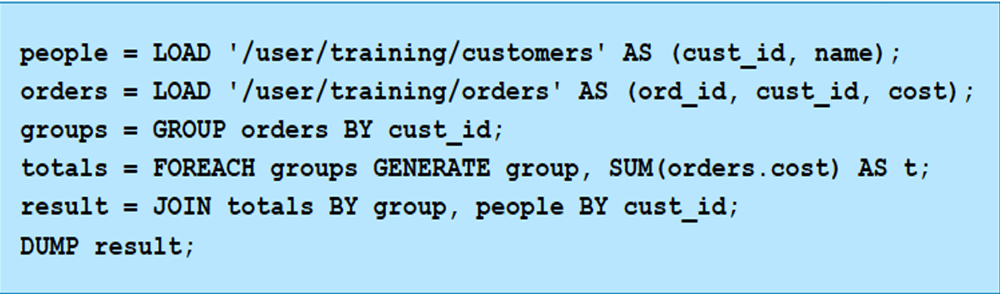 people = LOAD '/user/training/customers' AS (cust_id, name);
orders = LOAD '/user/training/orders' AS (ord_id, cust_id, cost);
groups = GROUP orders BY cust_id;
totals = FOREACH groups GENERATE group, SUM(orders.cost) AS t;
result = JOIN totals BY group, people BY cust_id;
DUMP result;